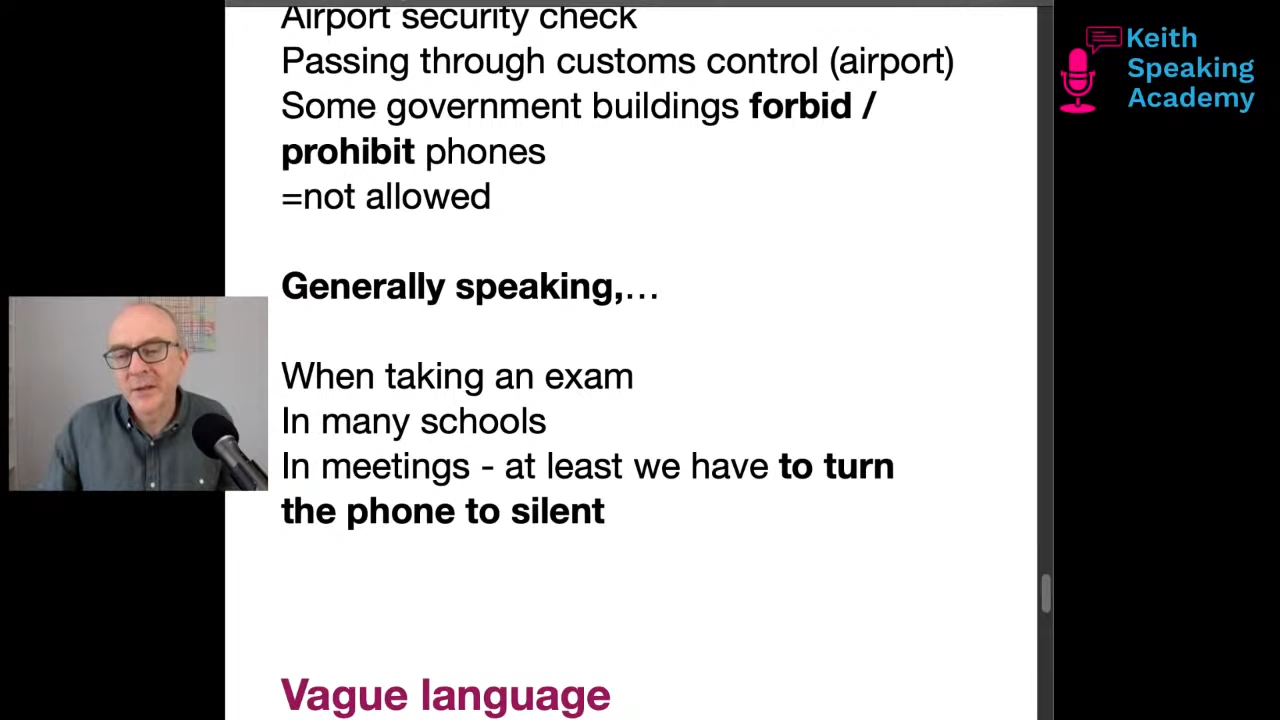 Airport security check
Passing through customs control (airport)
Some government buildings forbid /
prohibit phones
=not allowed
Generally speaking,…
When taking an exam
In many schools
In meetings - at least we have to turn
the phone to silent
Vague language
Keith
Speaking
Academy